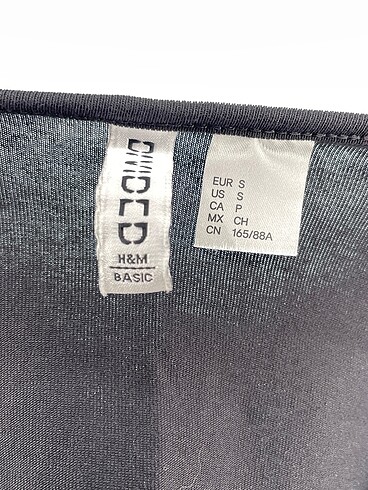 DIVIDED
H&M
BASIC
EUR S
US S
CA P
MX CH
CN 165/88A